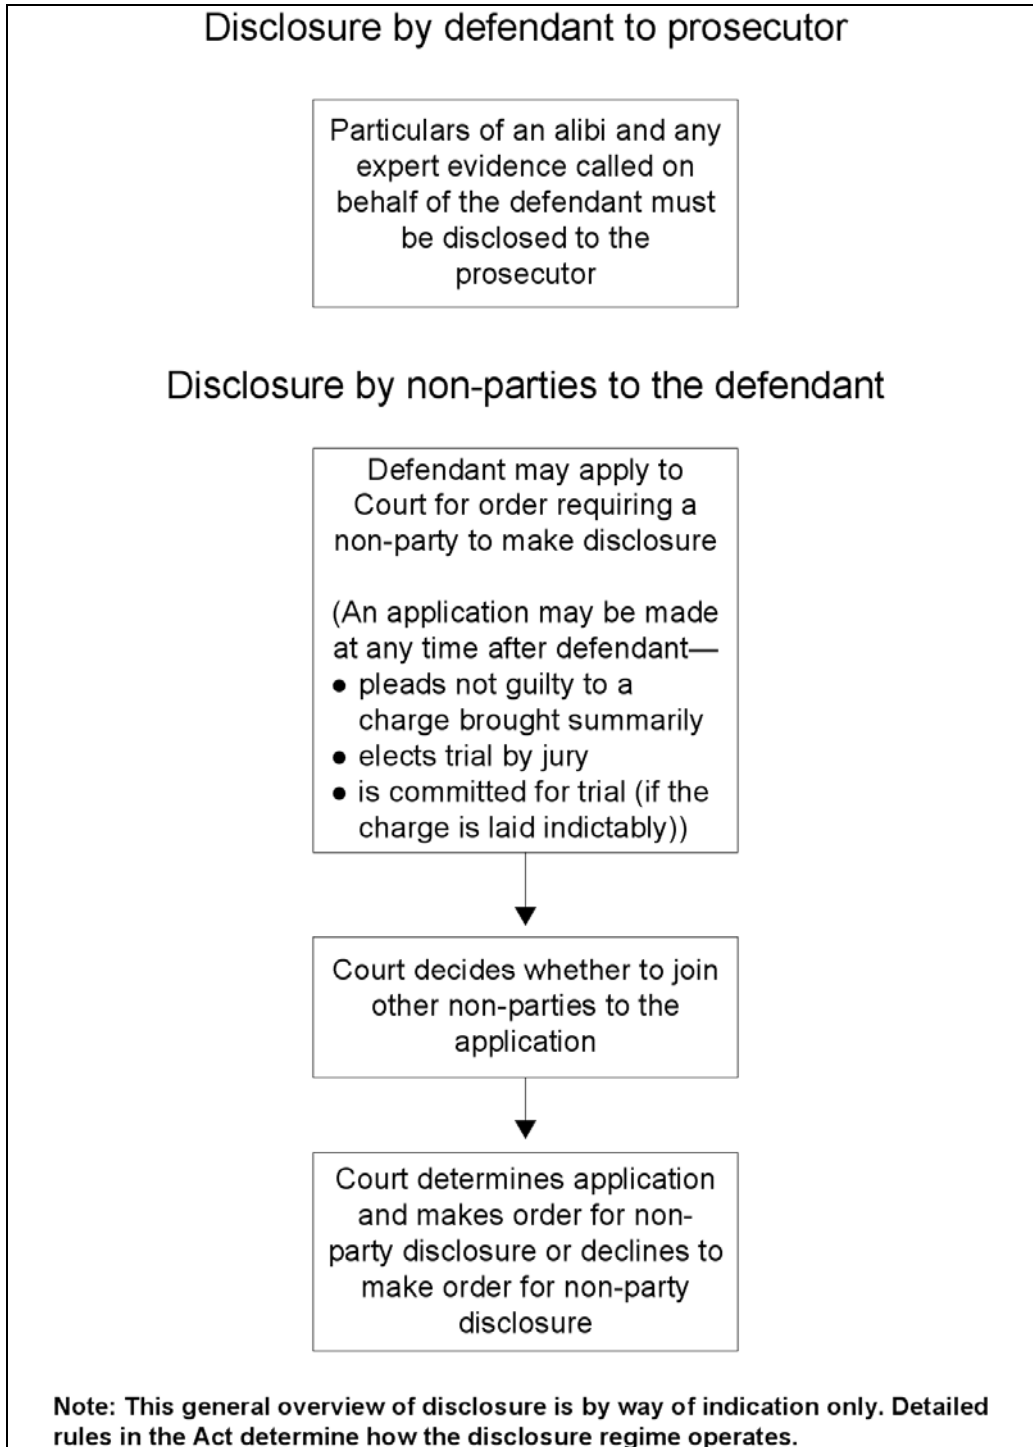 Disclosure by defendant to prosecutor
Particulars of an alibi and any
expert evidence called on
behalf of the defendant must
be disclosed to the
prosecutor
Disclosure by non-parties to the defendant
Defendant may apply to
Court for order requiring a
non-party to make disclosure
(An application may be made
at any time after defendant—
● pleads not guilty to a
charge brought summarily
● elects trial by jury
● is committed for trial (if the
charge is laid indictably))
Court decides whether to join
other non-parties to the
application
Court determines application
and makes order for non-
party disclosure or declines to
make order for non-party
disclosure
Note: This general overview of disclosure is by way of indication only. Detailed
rules in the Act determine how the disclosure regime operates.